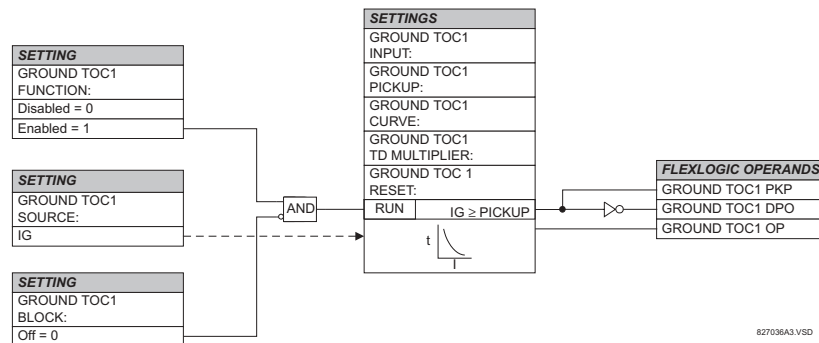 SETTING
GROUND TOC1
FUNCTION:
Disabled = 0
Enabled = 1
SETTING
GROUND TOC1
SOURCE:
IG
SETTING
GROUND TOC1
BLOCK:
Off = 0
AND
SETTINGS
GROUND TOC1
INPUT:
GROUND TOC1
PICKUP:
GROUND TOC1
CURVE:
GROUND TOC1
TD MULTIPLIER:
GROUND TOC 1
RESET:
RUN IG ≥ PICKUP
t
I
FLEXLOGIC OPERANDS
GROUND TOC1 PKP
GROUND TOC1 DPO
GROUND TOC1 OP
827036A3.VSD